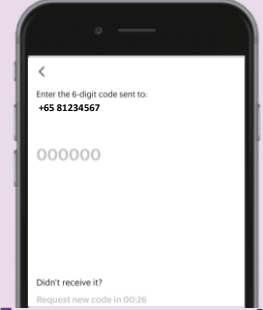 Enter the 6-digit code sent to:
+65 81234567
000000
Didn't receive it?
Request new code in 00:26